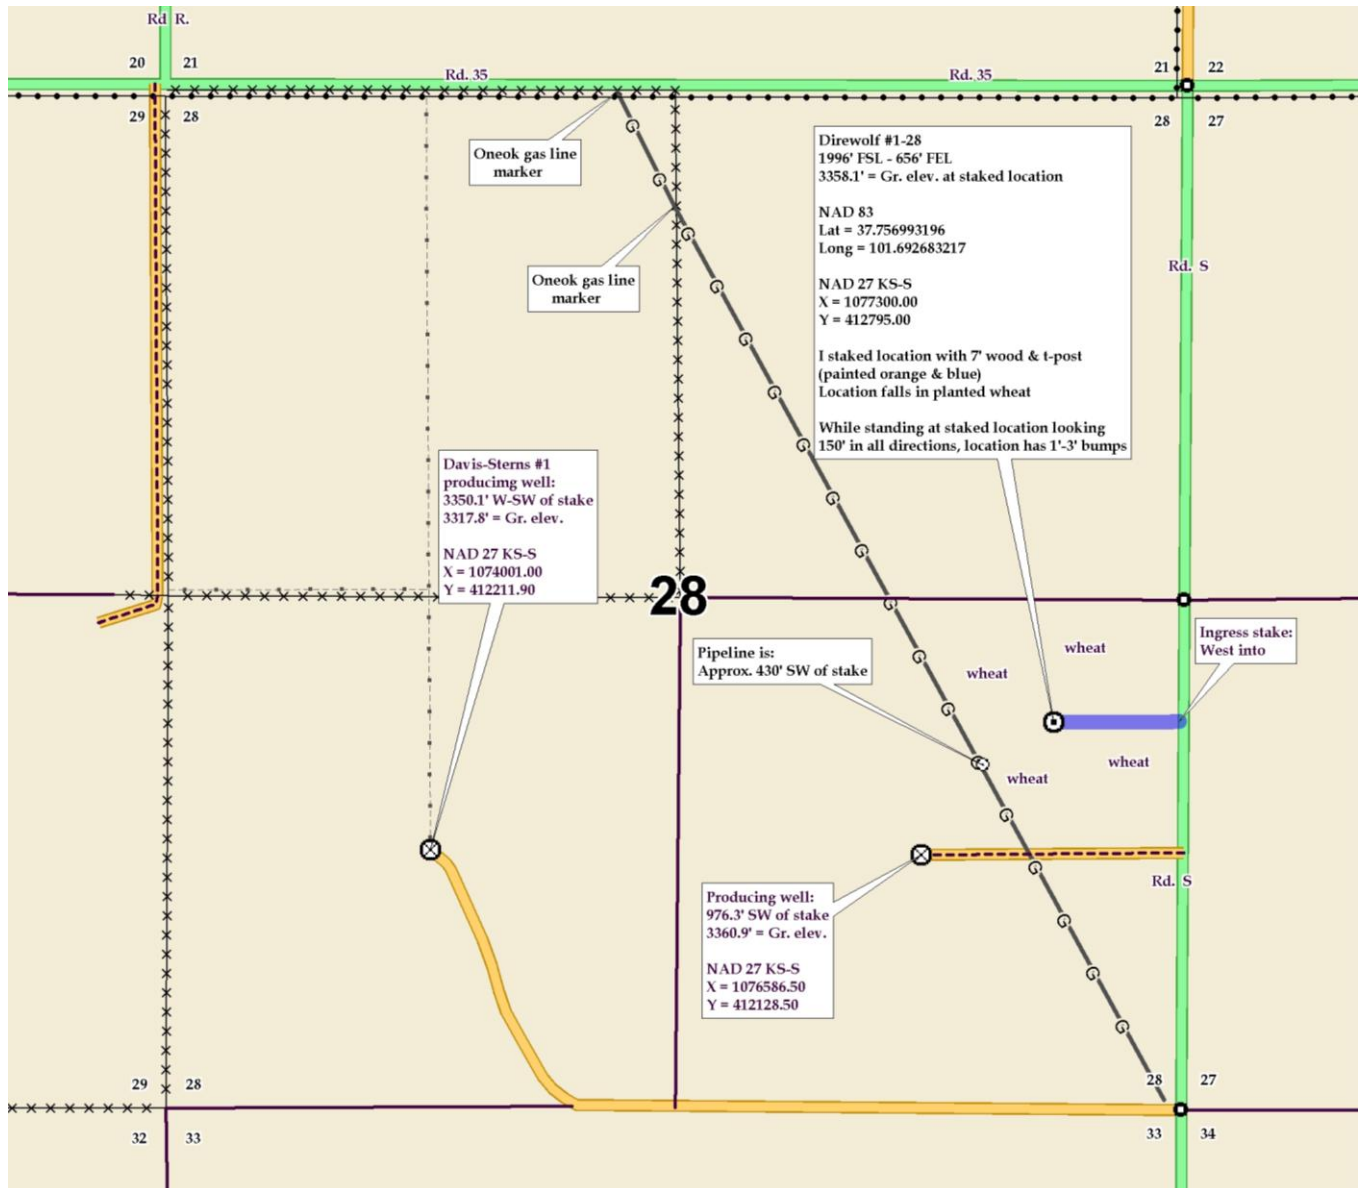 Rd R.
20 21
21 22
Rd. 35
Rd. 35
29 28
28 27
Oneok gas line
marker
Oneok gas line
marker
Direwolf #1-28
1996' FSL - 656' FEL
3358.1' = Gr. elev. at staked location
NAD 83
Lat = 37.756993196
Long = 101.692683217
NAD 27 KS-S
X = 1077300.00
Y = 412795.00
I staked location with 7' wood & t-post
(painted orange & blue)
Location falls in planted wheat
While standing at staked location looking
150' in all directions, location has 1'-3' bumps
Rd. S
Davis-Sterns #1
producimg well:
3350.1' W-SW of stake
3317.8' = Gr. elev.
NAD 27 KS-S
X = 1074001.00
Y = 412211.90
28
Pipeline is:
Approx. 430' SW of stake
wheat
wheat
Ingress stake:
West into
wheat
wheat
G G G G G G G G G G G G G G G G G G
Rd. S
Producing well:
976.3' SW of stake
3360.9' = Gr. elev.
NAD 27 KS-S
X = 1076586.50
Y = 412128.50
29 28
28 27
32 33
33 34